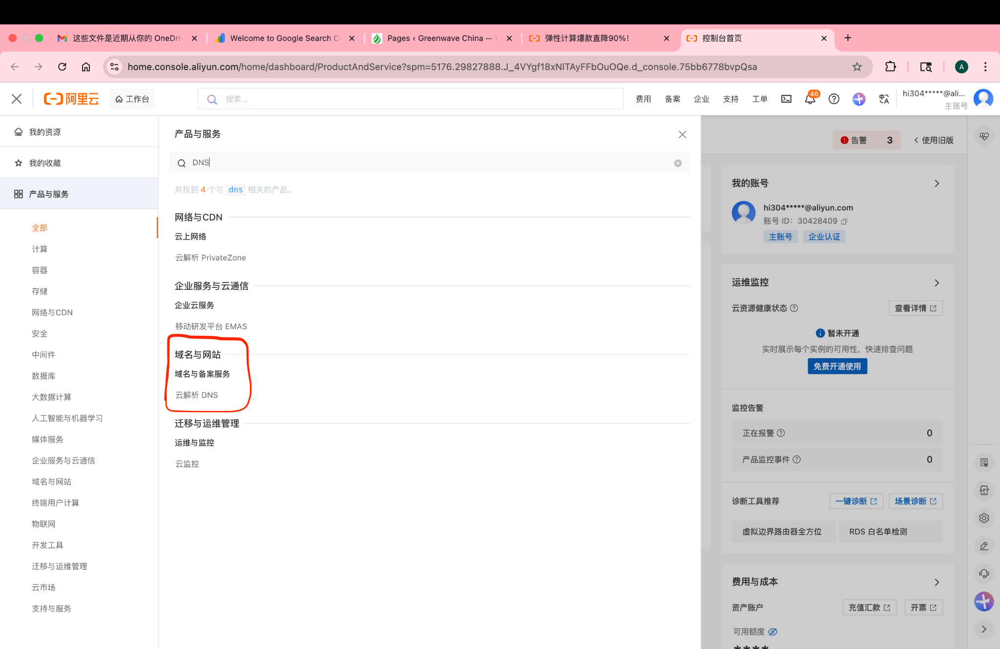 这些文件是近期从你的 OneDriv
Welcome to Google Search C
Pages ‹ Greenwave China —
弹性计算爆款直降90%!
控制台首页
home.console.aliyun.com/home/dashboard/ProductAndService?spm=5176.29827888.J_4VYgf18xNlTAyFFbOuOQe.d_console.75bb6778bvpQsa
A
阿里云
工作台
搜索...
费用
备案
企业
支持
工单
46
hi304*****@ali...
主账号
我的资源
我的收藏
产品与服务
全部
计算
容器
存储
网络与CDN
安全
中间件
数据库
大数据计算
人工智能与机器学习
媒体服务
企业服务与云通信
域名与网站
终端用户计算
物联网
开发工具
迁移与运维管理
云市场
支持与服务
产品与服务
DNS
共找到 4 个与 dns 相关的产品。
网络与CDN
云上网络
云解析 PrivateZone
企业服务与云通信
企业云服务
移动研发平台 EMAS
域名与网站
域名与备案服务
云解析 DNS
迁移与运维管理
运维与监控
云监控
告警 3
使用旧版
我的账号
hi304*****@aliyun.com
账号 ID: 30428409
主账号
企业认证
运维监控
云资源健康状态
查看详情
暂未开通
实时展示每个实例的可用性，快速排查问题
免费开通使用
监控告警
正在报警 0
产品监控事件 0
诊断工具推荐
一键诊断
场景诊断
虚拟边界路由器全方位
RDS 白名单检测
费用与成本
资产账户
充值汇款
开票
可用额度
****
APP